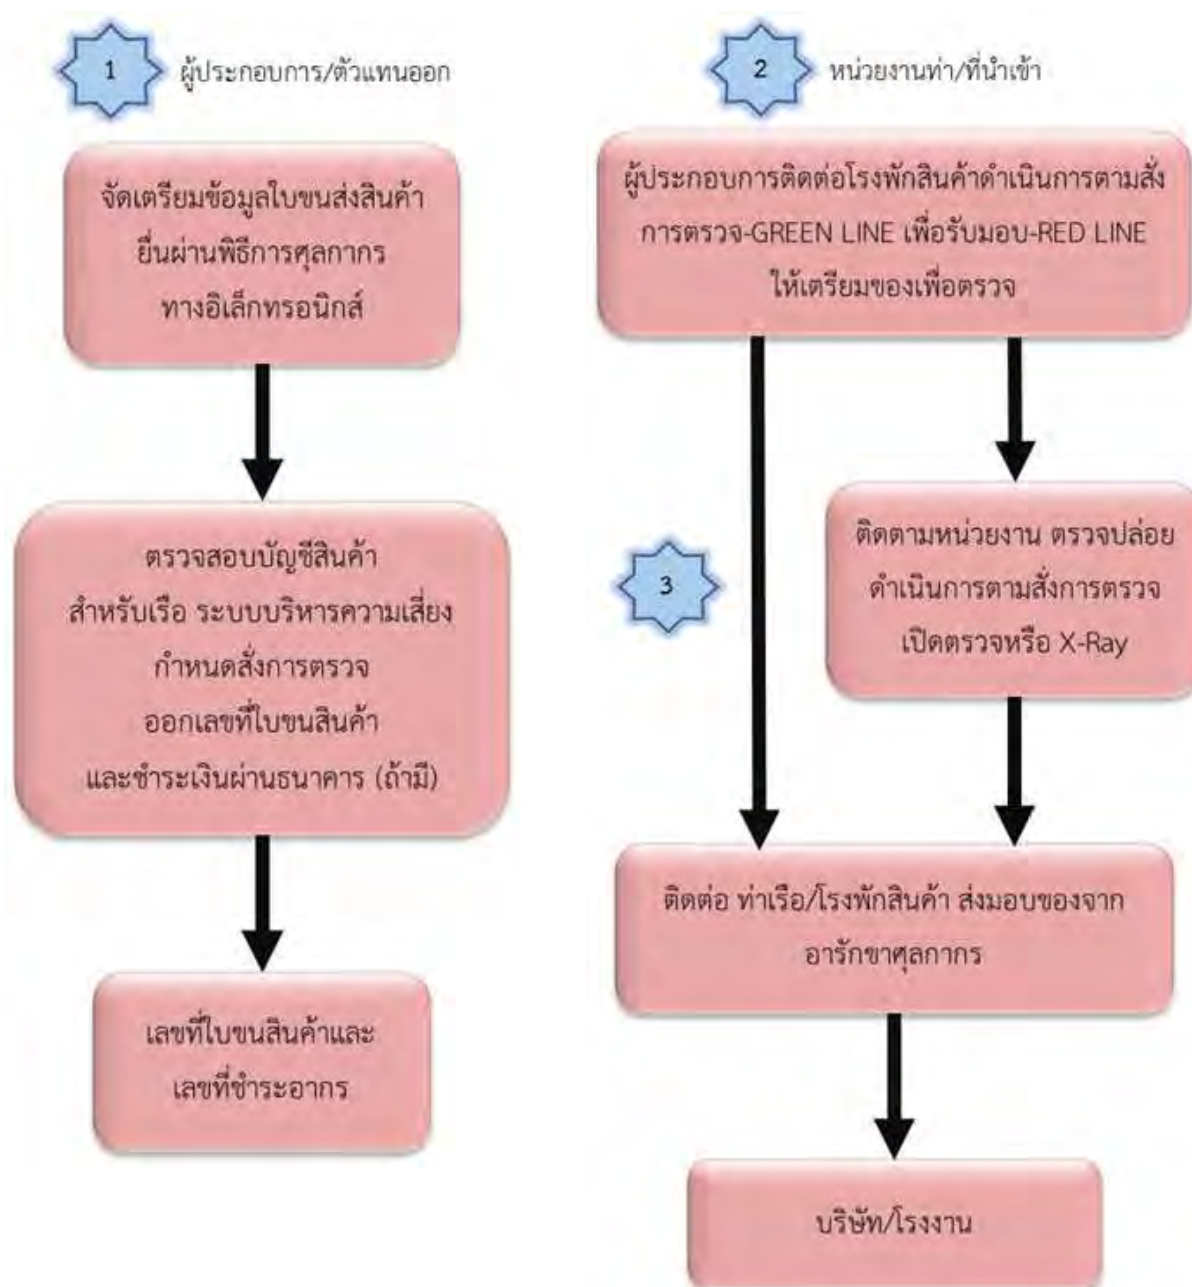 1
ผู้ประกอบการ/ตัวแทนออก
จัดเตรียมข้อมูลใบขนส่งสินค้า
ยื่นผ่านพิธีการศุลกากร
ทางอิเล็กทรอนิกส์
ตรวจสอบบัญชีสินค้า
สำหรับเรือ ระบบบริหารความเสี่ยง
กำหนดสั่งการตรวจ
ออกเลขที่ใบขนสินค้า
และชำระเงินผ่านธนาคาร (ถ้ามี)
เลขที่ใบขนสินค้าและ
เลขที่ชำระอากร
2
หน่วยงานท่า/ที่นำเข้า
ผู้ประกอบการติดต่อโรงพักสินค้าดำเนินการตามสั่ง
การตรวจ-GREEN LINE เพื่อรับมอบ-RED LINE
ให้เตรียมของเพื่อตรวจ
3
ติดตามหน่วยงาน ตรวจปล่อย
ดำเนินการตามสั่งการตรวจ
เปิดตรวจหรือ X-Ray
ติดต่อ ท่าเรือ/โรงพักสินค้า ส่งมอบของจาก
อารักขาศุลกากร
บริษัท/โรงงาน